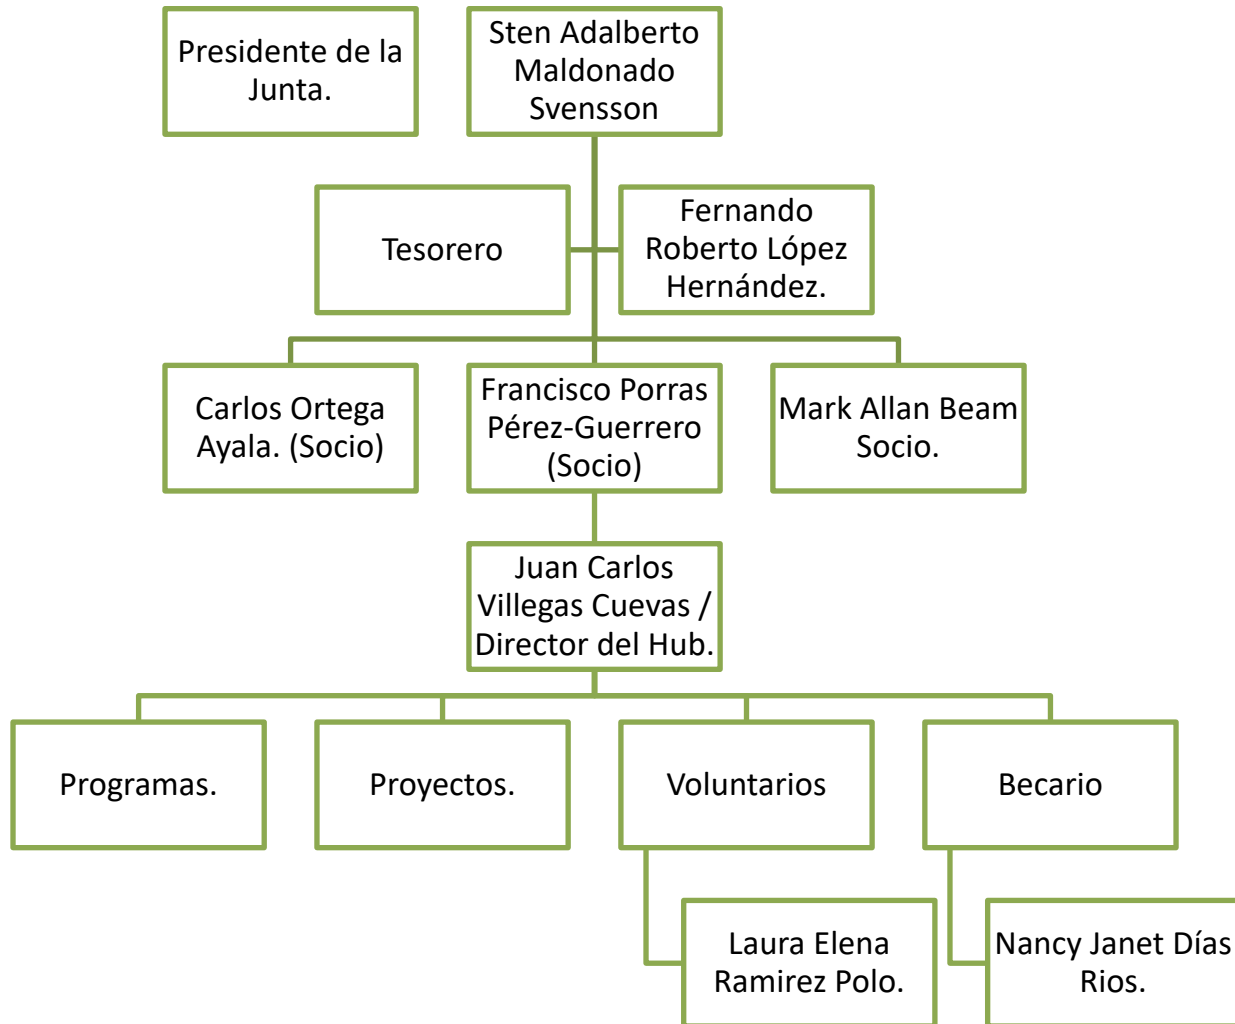 Presidente de la
Junta.
Sten Adalberto
Maldonado
Svensson
Tesorero
Fernando
Roberto López
Hernández.
Carlos Ortega
Ayala. (Socio)
Francisco Porras
Pérez-Guerrero
(Socio)
Mark Allan Beam
Socio.
Juan Carlos
Villegas Cuevas /
Director del Hub.
Programas.
Proyectos.
Voluntarios
Becario
Laura Elena
Ramirez Polo.
Nancy Janet Días
Rios.